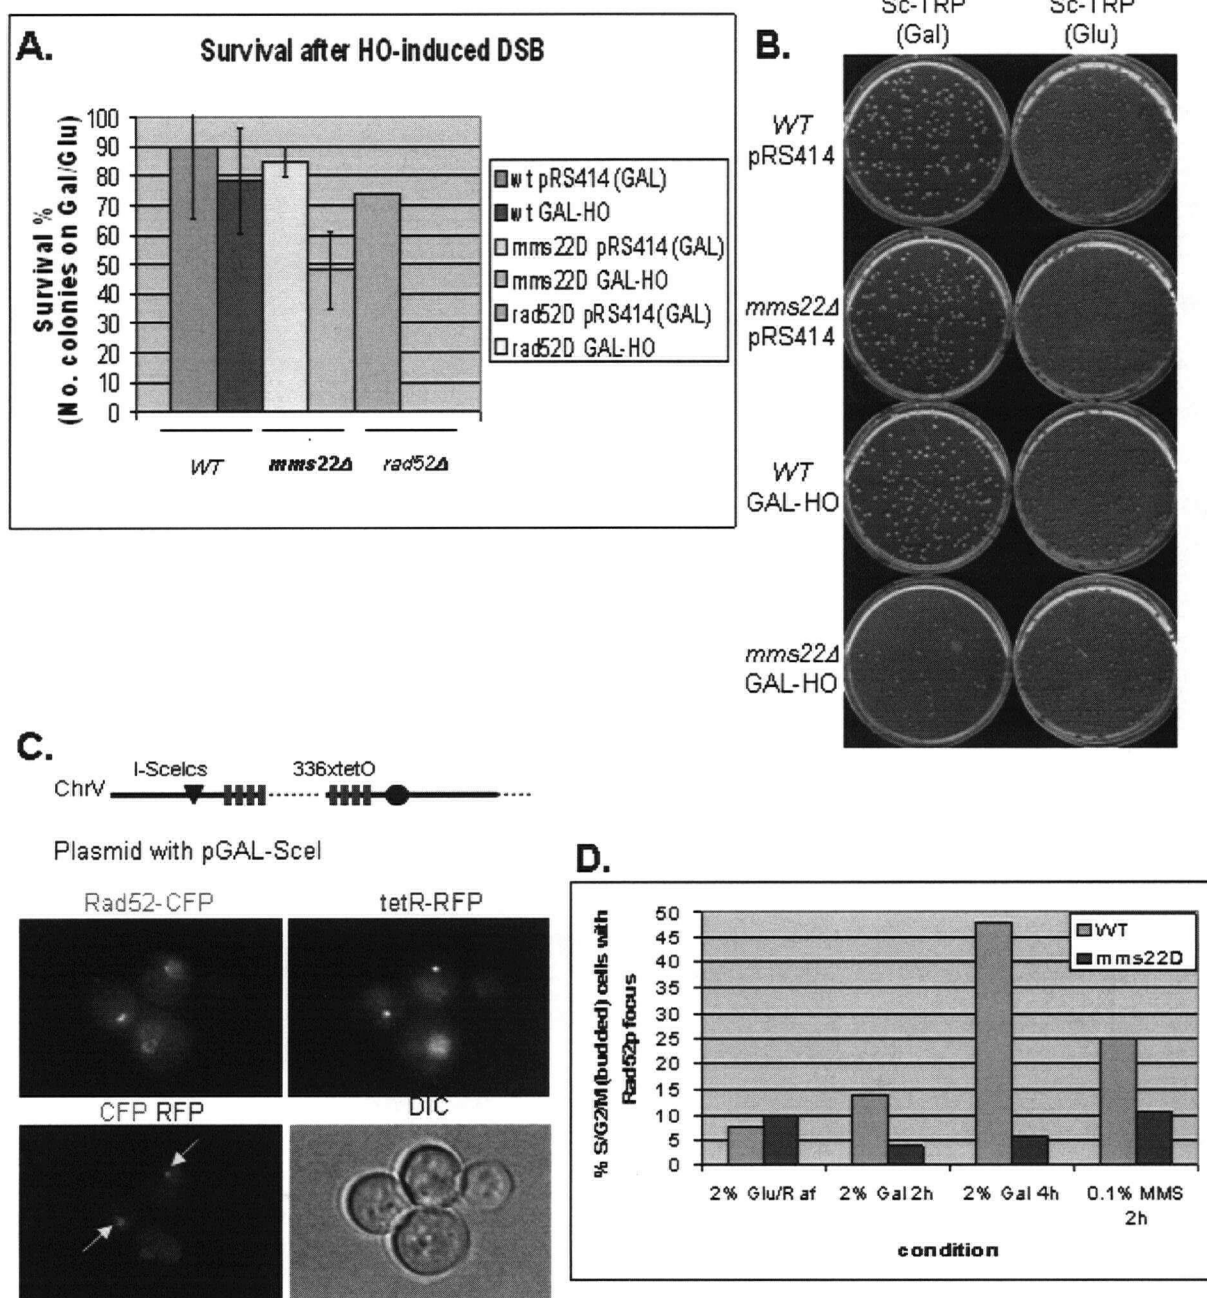 A.
Survival after HO-induced DSB
Survival %
(No. colonies on Gal/Glu)
100
90
80
70
60
50
40
30
20
10
0
WT
mms22Δ
rad52Δ
wt pRS414 (GAL)
wt GAL-HO
mms22D pRS414 (GAL)
mms22D GAL-HO
rad52D pRS414 (GAL)
rad52D GAL-HO
B.
Sc-TRP
(Gal)
Sc-TRP
(Glu)
WT
pRS414
mms22Δ
pRS414
WT
GAL-HO
mms22Δ
GAL-HO
C.
I-SceIcs
336xtetO
ChrV
Plasmid with pGAL-SceI
Rad52-CFP
tetR-RFP
CFP RFP
DIC
D.
% S/G2/M (budded) cells with
Rad52p focus
50
45
40
35
30
25
20
15
10
5
0
WT
mms22D
2% Glu/Raf
2% Gal 2h
2% Gal 4h
0.1% MMS
2h
condition